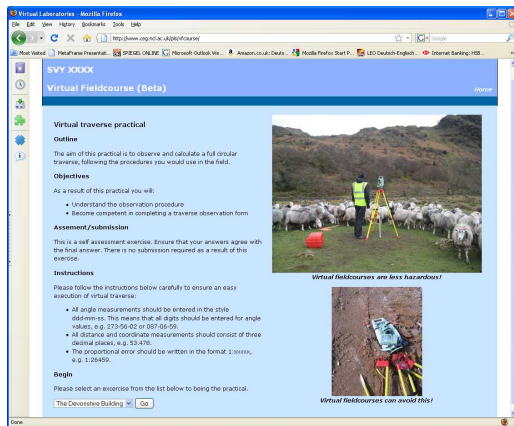 Virtual Laboratories - Mozilla Firefox
File Edit View History Bookmarks Tools Help
http://www.ceg.ncl.ac.uk/pls/vfcourse/
Google
Most Visited MetaFrame Presentati... SPIEGEL ONLINE Microsoft Outlook We... Amazon.co.uk: Deuts... Mozilla Firefox Start P... LEO Deutsch-Englisch... Internet Banking: HSB...
SVY XXXX
Virtual Fieldcourse (Beta)
Home
Virtual traverse practical
Outline
The aim of this practical is to observe and calculate a full circular
traverse, following the procedures you would use in the field.
Objectives
As a result of this practical you will:
• Understand the observation procedure
• Become competent in completing a traverse observation form
Assement/submission
This is a self assessment exercise. Ensure that your answers agree with
the final answer. There is no submission required as a result of this
exercise.
Instructions
Please follow the instructions below carefully to ensure an easy
execution of virtual traverse:
• All angle measurements should be entered in the style
ddd-mm-ss. This means that all digits should be entered for angle
values, e.g. 273-56-02 or 087-06-59.
• All distance and coordinate measurements should consist of three
decimal places, e.g. 53.478.
• The proportional error should be written in the format 1:xxxxx,
e.g. 1:26459.
Begin
Please select an excercise from the list below to being the practical.
The Devonshire Building Go
Virtual fieldcourses are less hazardous!
Virtual fieldcourses can avoid this!
Done